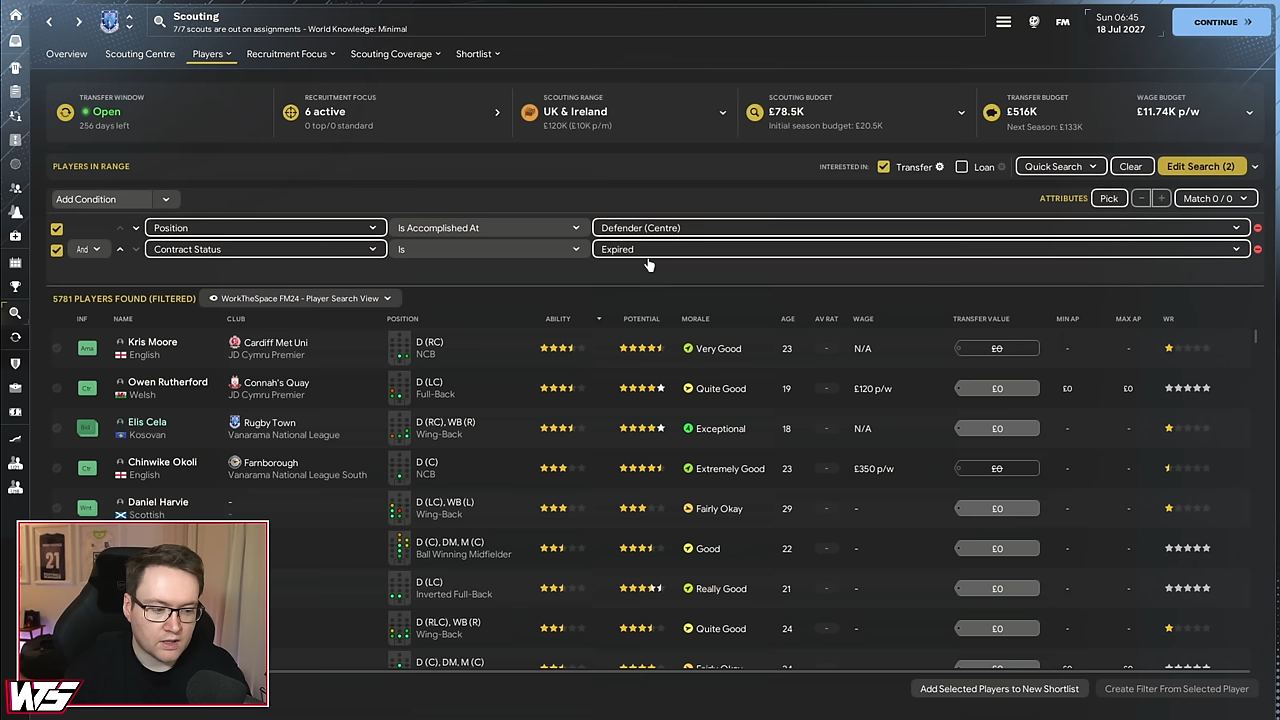 Scouting
7/7 scouts are out on assignments - World Knowledge: Minimal
FM
Sun 06:45
18 Jul 2027
CONTINUE
Overview
Scouting Centre
Players
Recruitment Focus
Scouting Coverage
Shortlist
TRANSFER WINDOW
Open
256 days left
RECRUITMENT FOCUS
6 active
0 top/0 standard
SCOUTING RANGE
UK & Ireland
£120K (£10K p/m)
SCOUTING BUDGET
£78.5K
Initial season budget: £20.5K
TRANSFER BUDGET
£516K
Next Season: £133K
WAGE BUDGET
£11.74K p/w
PLAYERS IN RANGE
INTERESTED IN:
Transfer
Loan
Quick Search
Clear
Edit Search (2)
Add Condition
ATTRIBUTES
Pick
Match 0 / 0
Position
Is Accomplished At
Defender (Centre)
And
Contract Status
Is
Expired
5781 PLAYERS FOUND (FILTERED)
WorkTheSpace FM24 - Player Search View
INF NAME CLUB POSITION ABILITY POTENTIAL MORALE AGE AV RAT WAGE TRANSFER VALUE MIN AP MAX AP WR
Ama Kris Moore Cardiff Met Uni D (RC) Very Good 23 - N/A £0 - -
English JD Cymru Premier NCB
Ctr Owen Rutherford Connah's Quay D (LC) Quite Good 19 - £120 p/w £0 £0 £0
Welsh JD Cymru Premier Full-Back
Elis Cela Rugby Town D (RC), WB (R) Exceptional 18 - N/A £0 - -
Kosovan Vanarama National League Wing-Back
Ctr Chinwike Okoli Farnborough D (C) Extremely Good 23 - £350 p/w £0 - -
English Vanarama National League South NCB
Wnt Daniel Harvie - D (LC), WB (L) Fairly Okay 29 - - £0 - -
Scottish Wing-Back
D (C), DM, M (C) Good 22 - - £0 - -
Ball Winning Midfielder
D (LC) Really Good 21 - - £0 - -
Inverted Full-Back
D (RLC), WB (R) Quite Good 24 - - £0 - -
Wing-Back
D (C), DM, M (C)
21
WTS
Add Selected Players to New Shortlist
Create Filter From Selected Player